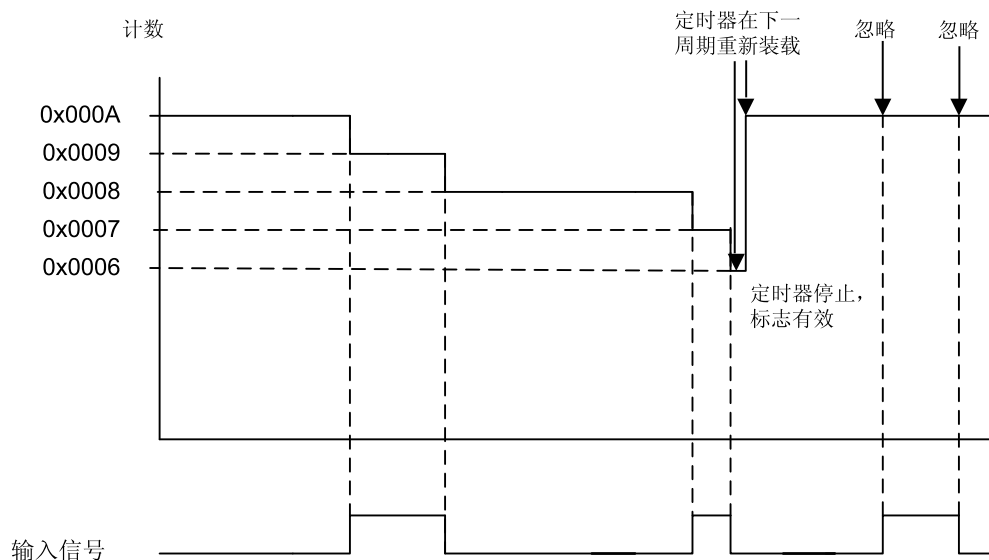 计数
定时器在下一
周期重新装载
忽略
忽略
0x000A
0x0009
0x0008
0x0007
0x0006
定时器停止，
标志有效
输入信号